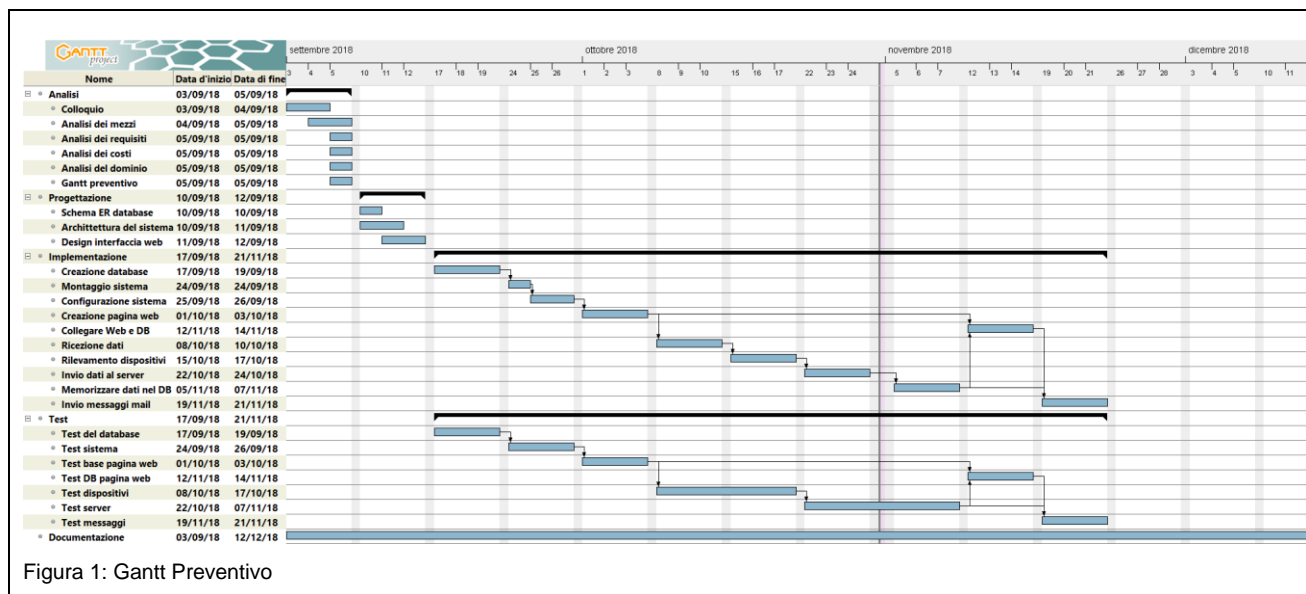 GANTT project
settembre 2018 ottobre 2018 novembre 2018 dicembre 2018
3 4 5 10 11 12 17 18 19 24 25 26 1 2 3 8 9 10 15 16 17 22 23 24 5 6 7 12 13 14 19 20 21 26 27 28 3 4 5 10 11
Nome Data d'inizio Data di fine
Analisi 03/09/18 05/09/18
Colloquio 03/09/18 04/09/18
Analisi dei mezzi 04/09/18 05/09/18
Analisi dei requisiti 05/09/18 05/09/18
Analisi dei costi 05/09/18 05/09/18
Analisi del dominio 05/09/18 05/09/18
Gantt preventivo 05/09/18 05/09/18
Progettazione 10/09/18 12/09/18
Schema ER database 10/09/18 10/09/18
Archittettura del sistema 10/09/18 11/09/18
Design interfaccia web 11/09/18 12/09/18
Implementazione 17/09/18 21/11/18
Creazione database 17/09/18 19/09/18
Montaggio sistema 24/09/18 24/09/18
Configurazione sistema 25/09/18 26/09/18
Creazione pagina web 01/10/18 03/10/18
Collegare Web e DB 12/11/18 14/11/18
Ricezione dati 08/10/18 10/10/18
Rilevamento dispositivi 15/10/18 17/10/18
Invio dati al server 22/10/18 24/10/18
Memorizzare dati nel DB 05/11/18 07/11/18
Invio messaggi mail 19/11/18 21/11/18
Test 17/09/18 21/11/18
Test del database 17/09/18 19/09/18
Test sistema 24/09/18 26/09/18
Test base pagina web 01/10/18 03/10/18
Test DB pagina web 12/11/18 14/11/18
Test dispositivi 08/10/18 17/10/18
Test server 22/10/18 07/11/18
Test messaggi 19/11/18 21/11/18
Documentazione 03/09/18 12/12/18
Figura 1: Gantt Preventivo